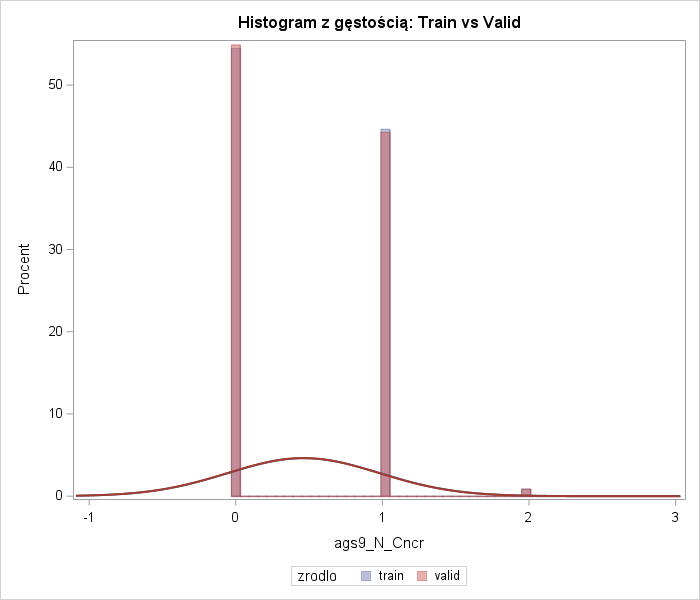 Histogram z gęstością: Train vs Valid
50
40
30
20
10
0
Procent
-1 0 1 2 3
ags9_N_Cncr
zrodlo train valid